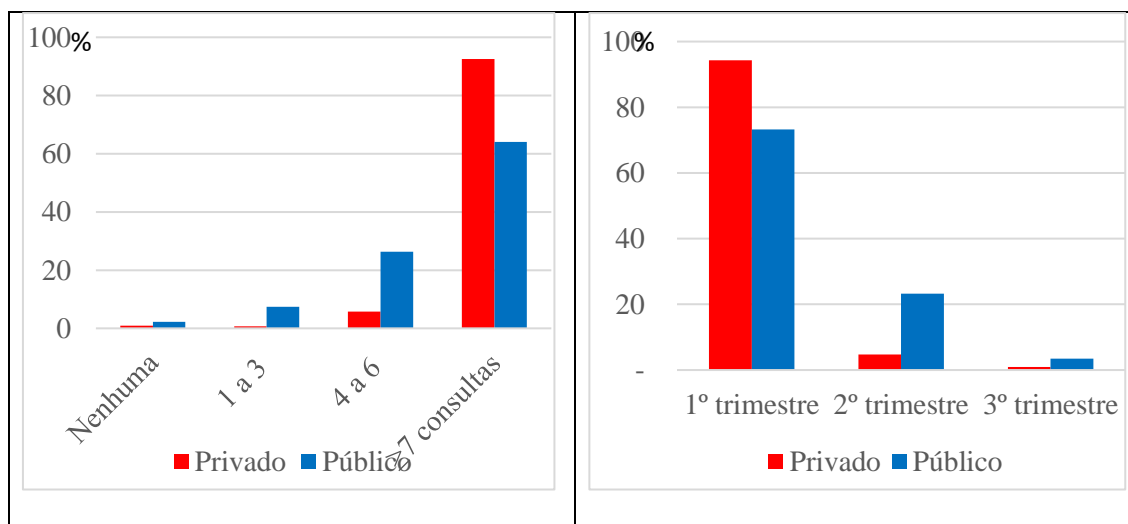 100%
80
60
40
20
0
Nenhuma
1 a 3
4 a 6
≥7 consultas
Privado Público
100%
80
60
40
20
-
1º trimestre 2º trimestre 3º trimestre
Privado Público